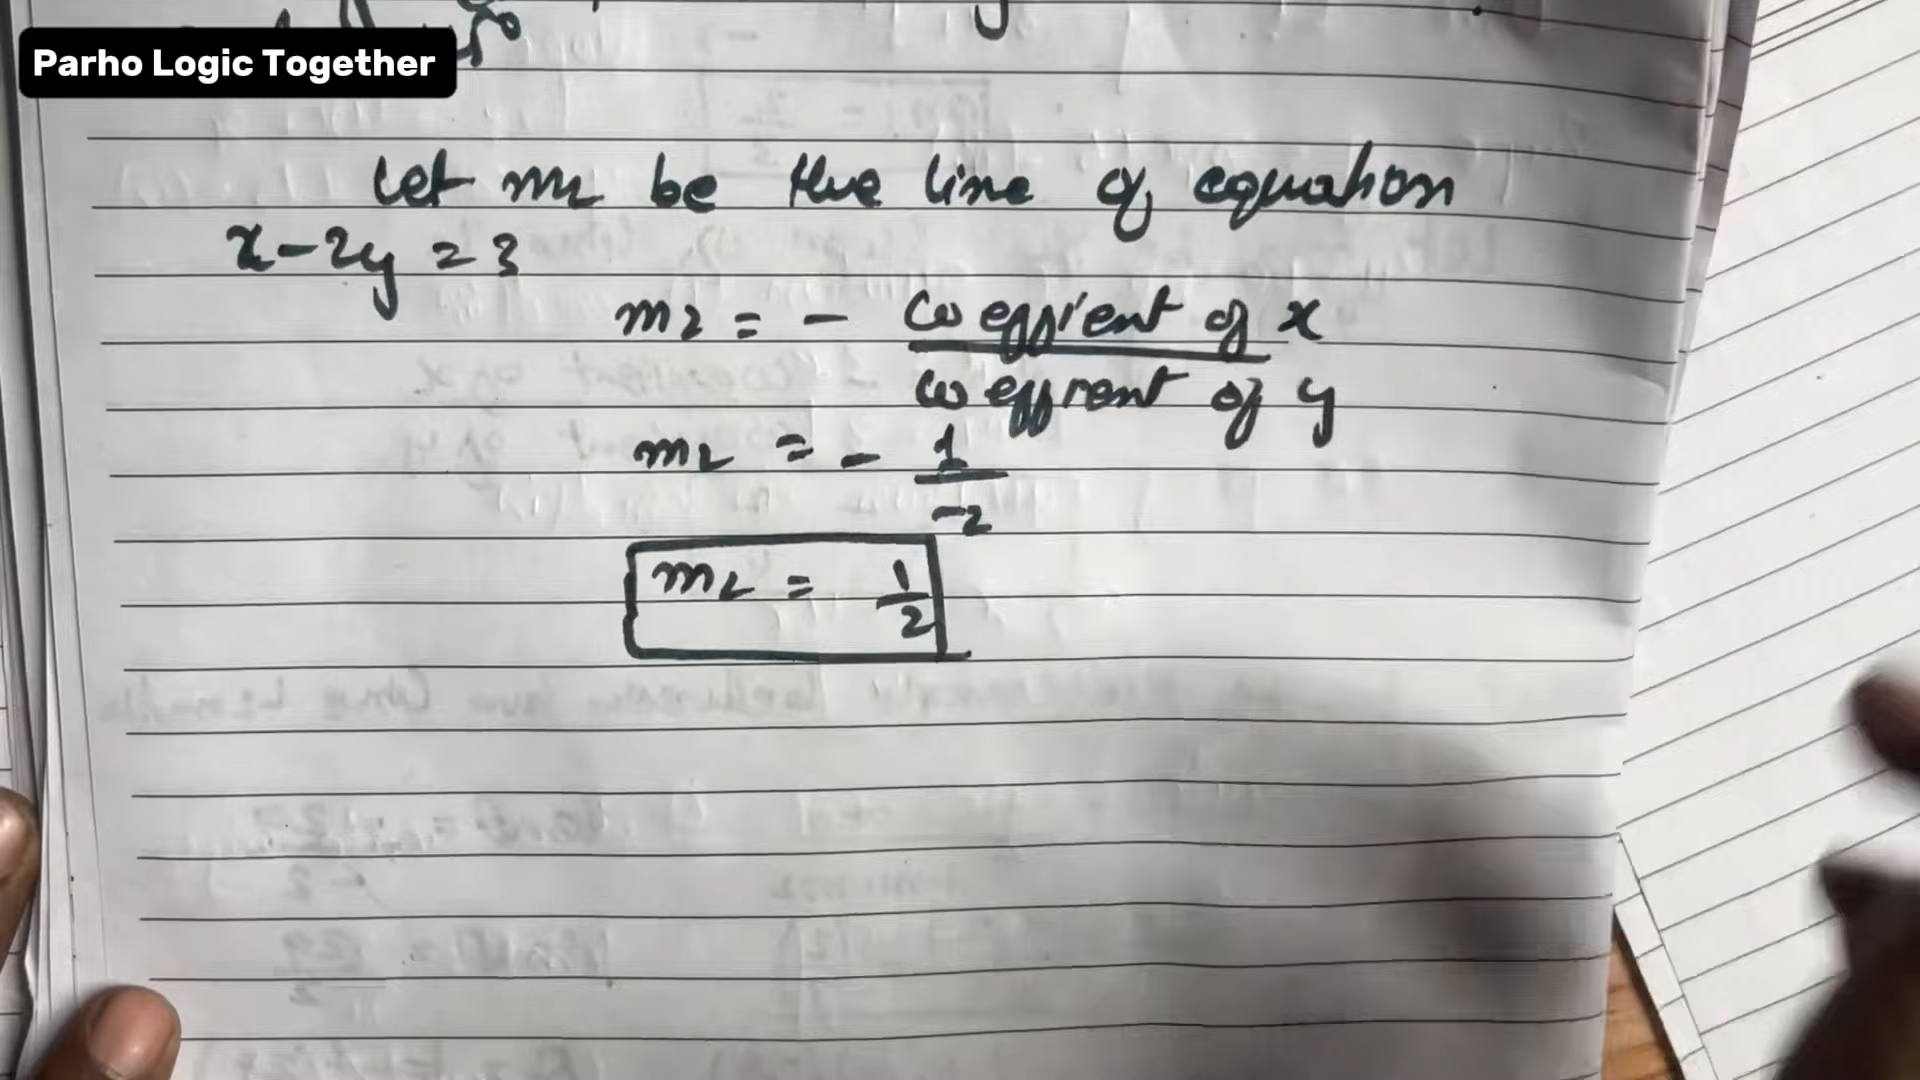 Parho Logic Together
Let m2 be the line of equation
x-2y = 3
m2 = - coeffient of x
coeffient of y
m2 = - 1
-2
m2 = 1
2